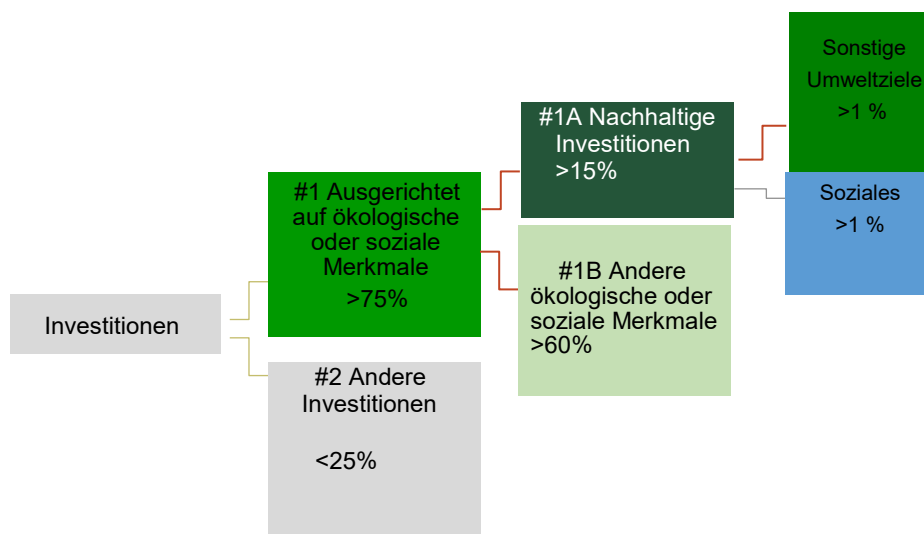 Investitionen
#1 Ausgerichtet
auf ökologische
oder soziale
Merkmale
>75%
#2 Andere
Investitionen
<25%
#1A Nachhaltige
Investitionen
>15%
#1B Andere
ökologische oder
soziale Merkmale
>60%
Sonstige
Umweltziele
>1 %
Soziales
>1 %